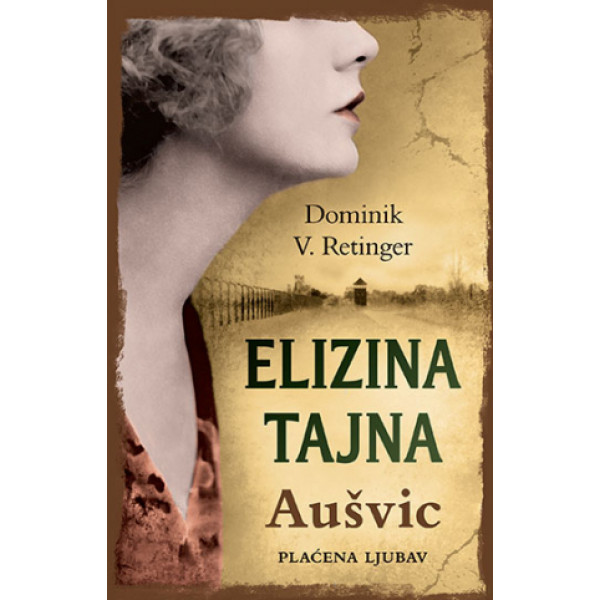 Dominik
V. Retinger
ELIZINA
TAJNA
Aušvic
PLAĆENA LJUBAV